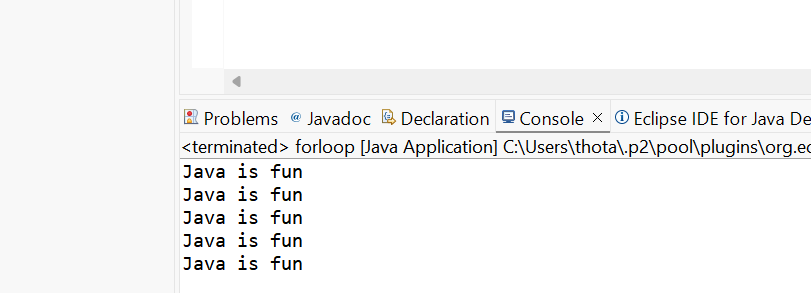 Problems @ Javadoc Declaration Console × Eclipse IDE for Java De
<terminated> forloop [Java Application] C:\Users\thota\.p2\pool\plugins\org.ec
Java is fun
Java is fun
Java is fun
Java is fun
Java is fun